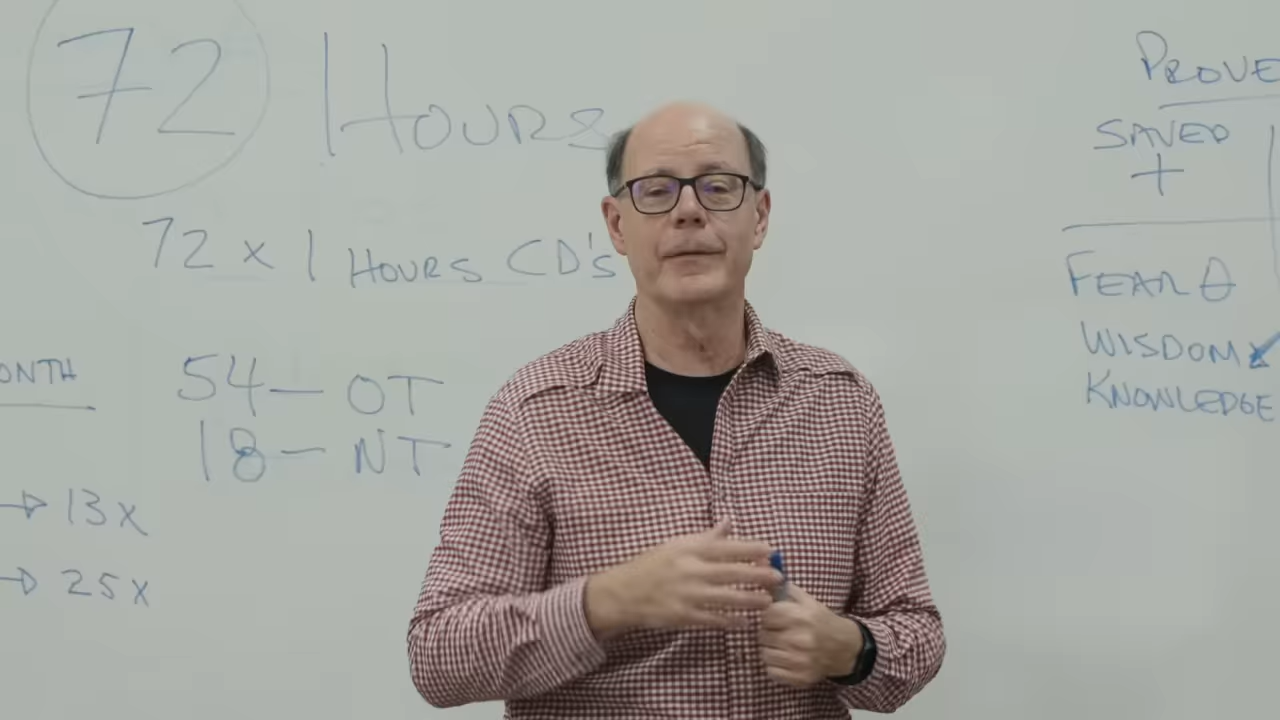 72 HOURS
72 x 1 HOURS CD'S
54 — OT
18 — NT
ONTH
→ 13x
→ 25x
PROVE
SAVED
+
FEAR θ
WISDOM
KNOWLEDGE